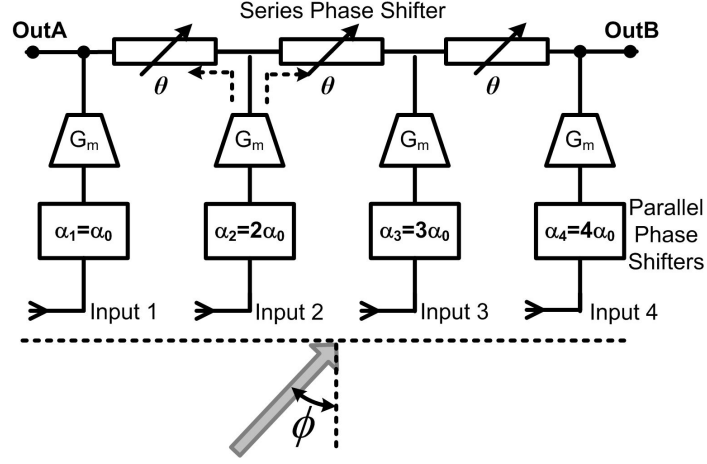 Series Phase Shifter
OutA
OutB
θ
θ
θ
Gm
Gm
Gm
Gm
α1=α0
α2=2α0
α3=3α0
α4=4α0
Parallel
Phase
Shifters
Input 1
Input 2
Input 3
Input 4
ϕ